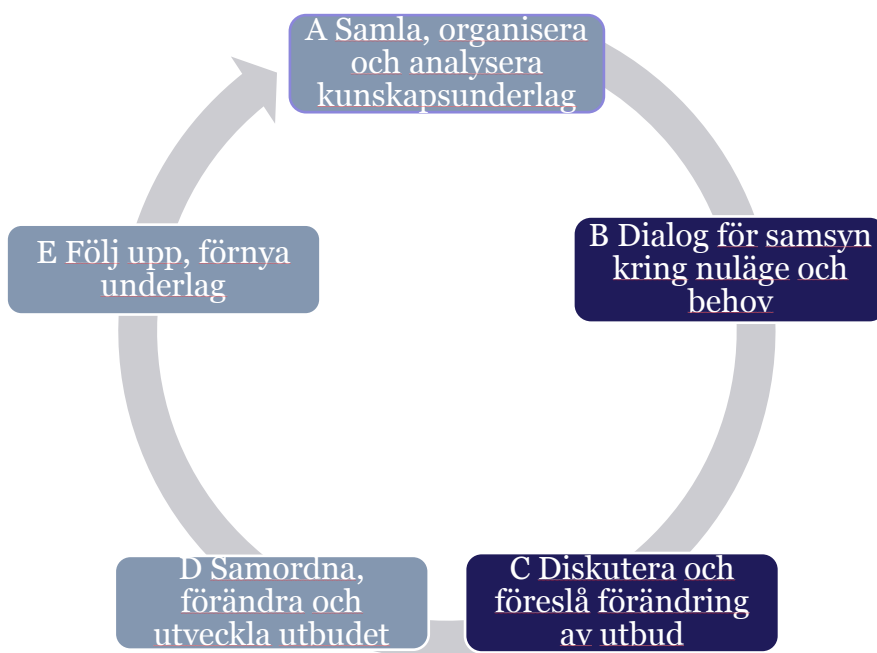 A Samla, organisera
och analysera
kunskapsunderlag
B Dialog för samsyn
kring nuläge och
behov
C Diskutera och
föreslå förändring
av utbud
D Samordna,
förändra och
utveckla utbudet
E Följ upp, förnya
underlag